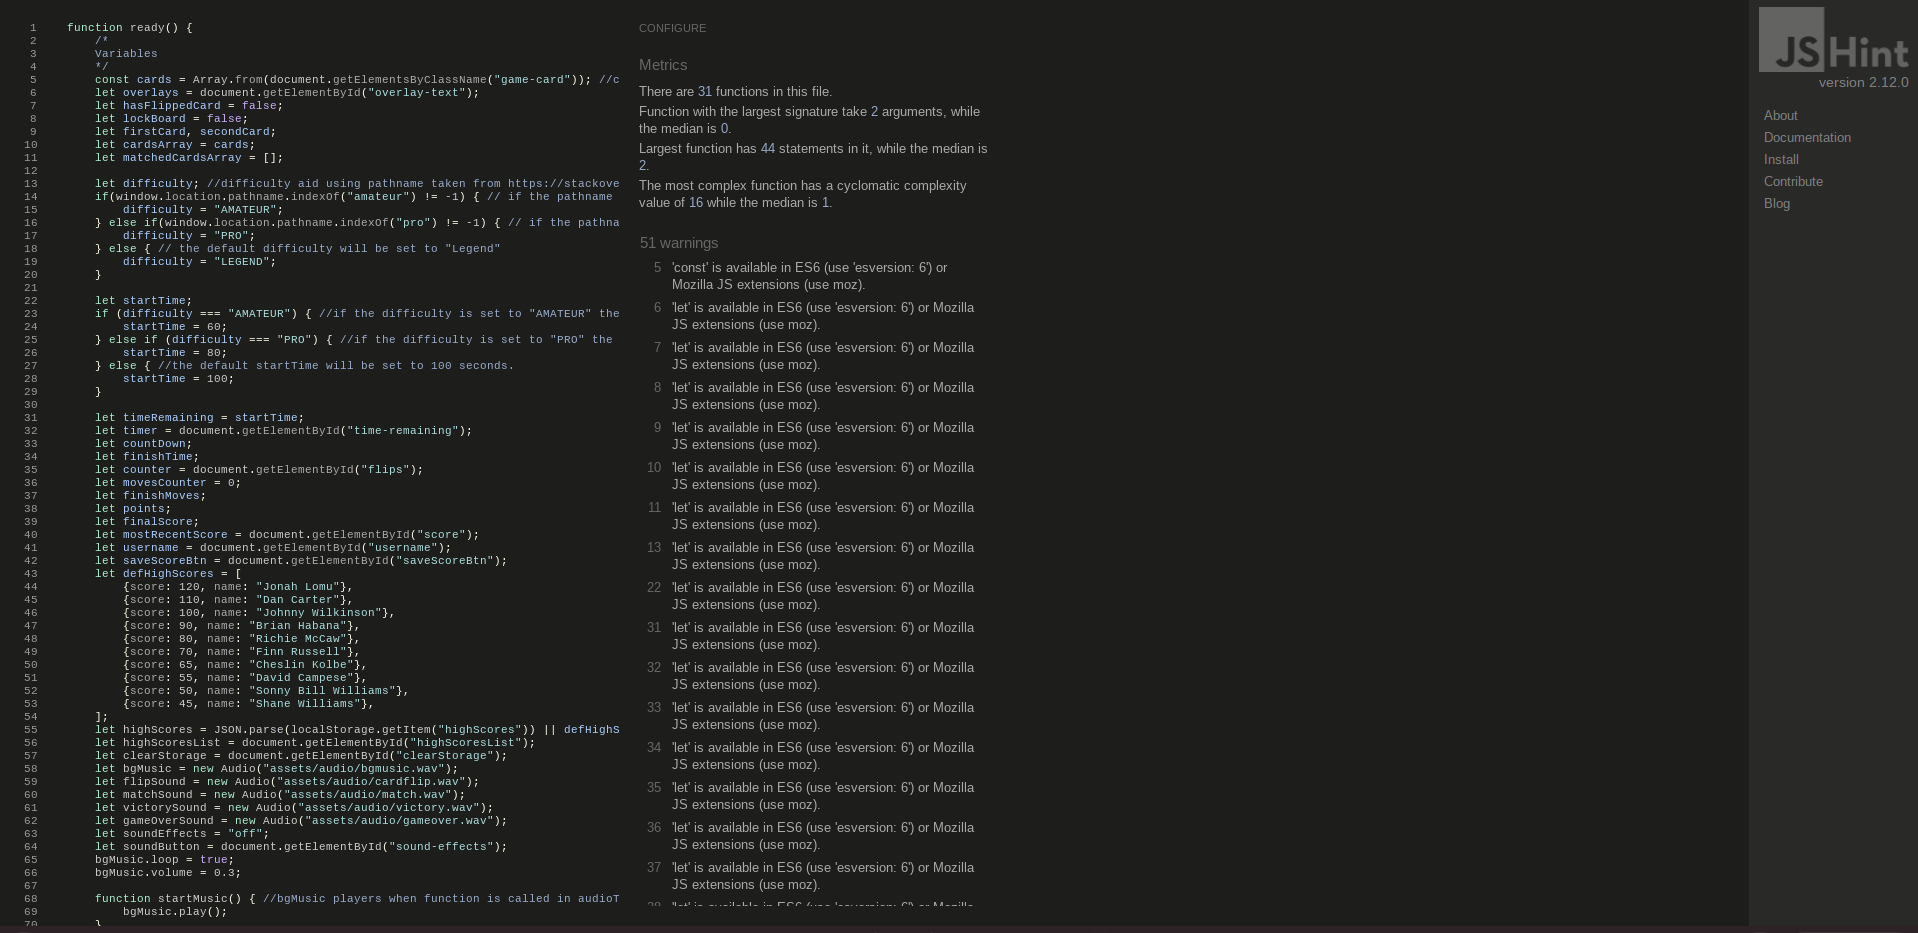 1 function ready() {
2 /*
3 Variables
4 */
5 const cards = Array.from(document.getElementsByClassName("game-card")); //c
6 let overlays = document.getElementById("overlay-text");
7 let hasFlippedCard = false;
8 let lockBoard = false;
9 let firstCard, secondCard;
10 let cardsArray = cards;
11 let matchedCardsArray = [];
12
13 let difficulty; //difficulty aid using pathname taken from https://stackove
14 if(window.location.pathname.indexOf("amateur") != -1) { // if the pathname
15 difficulty = "AMATEUR";
16 } else if(window.location.pathname.indexOf("pro") != -1) { // if the pathna
17 difficulty = "PRO";
18 } else { // the default difficulty will be set to "Legend"
19 difficulty = "LEGEND";
20 }
21
22 let startTime;
23 if (difficulty === "AMATEUR") { //if the difficulty is set to "AMATEUR" the
24 startTime = 60;
25 } else if (difficulty === "PRO") { //if the difficulty is set to "PRO" the
26 startTime = 80;
27 } else { //the default startTime will be set to 100 seconds.
28 startTime = 100;
29 }
30
31 let timeRemaining = startTime;
32 let timer = document.getElementById("time-remaining");
33 let countDown;
34 let finishTime;
35 let counter = document.getElementById("flips");
36 let movesCounter = 0;
37 let finishMoves;
38 let points;
39 let finalScore;
40 let mostRecentScore = document.getElementById("score");
41 let username = document.getElementById("username");
42 let saveScoreBtn = document.getElementById("saveScoreBtn");
43 let defHighScores = [
44 {score: 120, name: "Jonah Lomu"},
45 {score: 110, name: "Dan Carter"},
46 {score: 100, name: "Johnny Wilkinson"},
47 {score: 90, name: "Brian Habana"},
48 {score: 80, name: "Richie McCaw"},
49 {score: 70, name: "Finn Russell"},
50 {score: 65, name: "Cheslin Kolbe"},
51 {score: 55, name: "David Campese"},
52 {score: 50, name: "Sonny Bill Williams"},
53 {score: 45, name: "Shane Williams"},
54 ];
55 let highScores = JSON.parse(localStorage.getItem("highScores")) || defHighS
56 let highScoresList = document.getElementById("highScoresList");
57 let clearStorage = document.getElementById("clearStorage");
58 let bgMusic = new Audio("assets/audio/bgmusic.wav");
59 let flipSound = new Audio("assets/audio/cardflip.wav");
60 let matchSound = new Audio("assets/audio/match.wav");
61 let victorySound = new Audio("assets/audio/victory.wav");
62 let gameOverSound = new Audio("assets/audio/gameover.wav");
63 let soundEffects = "off";
64 let soundButton = document.getElementById("sound-effects");
65 bgMusic.loop = true;
66 bgMusic.volume = 0.3;
67
68 function startMusic() { //bgMusic players when function is called in audioT
69 bgMusic.play();
70 }
CONFIGURE
Metrics
There are 31 functions in this file.
Function with the largest signature take 2 arguments, while
the median is 0.
Largest function has 44 statements in it, while the median is
2.
The most complex function has a cyclomatic complexity
value of 16 while the median is 1.
51 warnings
5 'const' is available in ES6 (use 'esversion: 6') or
Mozilla JS extensions (use moz).
6 'let' is available in ES6 (use 'esversion: 6') or Mozilla
JS extensions (use moz).
7 'let' is available in ES6 (use 'esversion: 6') or Mozilla
JS extensions (use moz).
8 'let' is available in ES6 (use 'esversion: 6') or Mozilla
JS extensions (use moz).
9 'let' is available in ES6 (use 'esversion: 6') or Mozilla
JS extensions (use moz).
10 'let' is available in ES6 (use 'esversion: 6') or Mozilla
JS extensions (use moz).
11 'let' is available in ES6 (use 'esversion: 6') or Mozilla
JS extensions (use moz).
13 'let' is available in ES6 (use 'esversion: 6') or Mozilla
JS extensions (use moz).
22 'let' is available in ES6 (use 'esversion: 6') or Mozilla
JS extensions (use moz).
31 'let' is available in ES6 (use 'esversion: 6') or Mozilla
JS extensions (use moz).
32 'let' is available in ES6 (use 'esversion: 6') or Mozilla
JS extensions (use moz).
33 'let' is available in ES6 (use 'esversion: 6') or Mozilla
JS extensions (use moz).
34 'let' is available in ES6 (use 'esversion: 6') or Mozilla
JS extensions (use moz).
35 'let' is available in ES6 (use 'esversion: 6') or Mozilla
JS extensions (use moz).
36 'let' is available in ES6 (use 'esversion: 6') or Mozilla
JS extensions (use moz).
37 'let' is available in ES6 (use 'esversion: 6') or Mozilla
JS extensions (use moz).
38 'let' is available in ES6 (use 'esversion: 6') or Mozilla
JSHint
version 2.12.0
About
Documentation
Install
Contribute
Blog